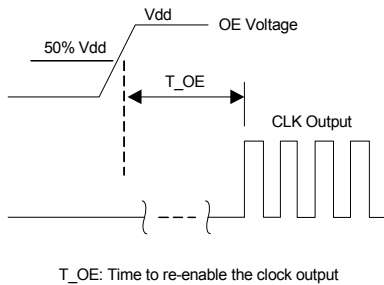 Vdd
OE Voltage
50% Vdd
T_OE
CLK Output
T_OE: Time to re-enable the clock output